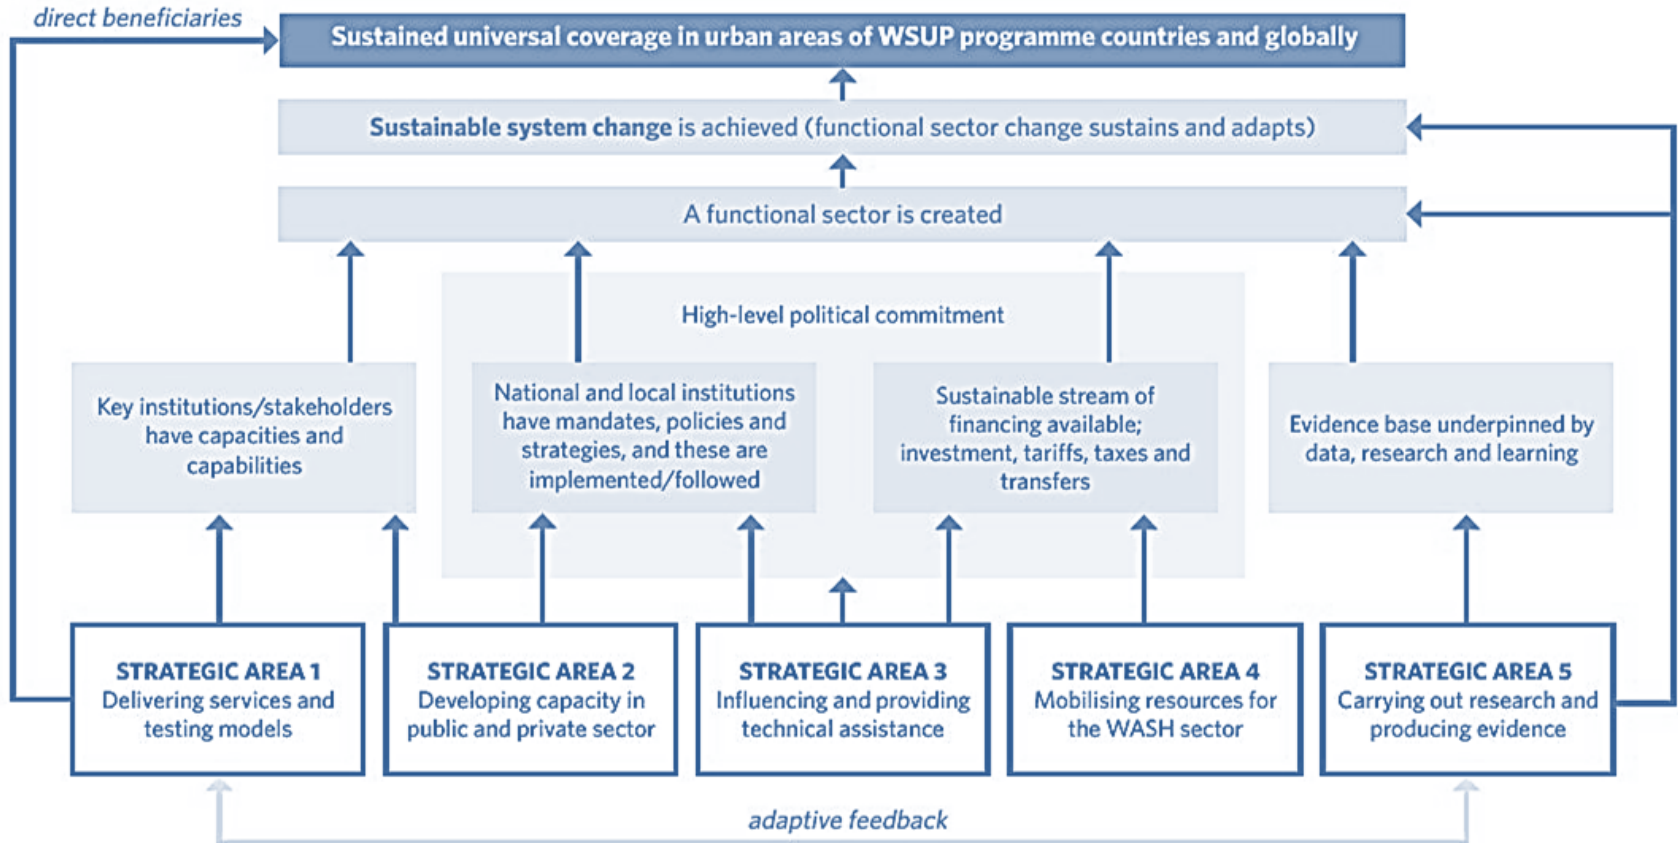 direct beneficiaries
Sustained universal coverage in urban areas of WSUP programme countries and globally
Sustainable system change is achieved (functional sector change sustains and adapts)
A functional sector is created
High-level political commitment
Key institutions/stakeholders
have capacities and
capabilities
National and local institutions
have mandates, policies and
strategies, and these are
implemented/followed
Sustainable stream of
financing available;
investment, tariffs, taxes and
transfers
Evidence base underpinned by
data, research and learning
STRATEGIC AREA 1
Delivering services and
testing models
STRATEGIC AREA 2
Developing capacity in
public and private sector
STRATEGIC AREA 3
Influencing and providing
technical assistance
STRATEGIC AREA 4
Mobilising resources for
the WASH sector
STRATEGIC AREA 5
Carrying out research and
producing evidence
adaptive feedback